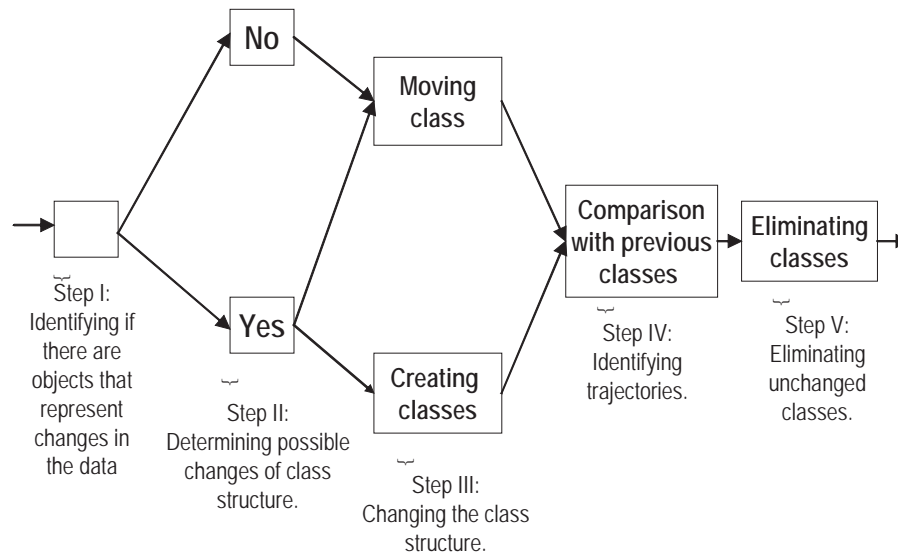 No
Moving
class
Yes
Creating
classes
Comparison
with previous
classes
Eliminating
classes
Step I:
Identifying if
there are
objects that
represent
changes in
the data
Step II:
Determining possible
changes of class
structure.
Step III:
Changing the class
structure.
Step IV:
Identifying
trajectories.
Step V:
Eliminating
unchanged
classes.